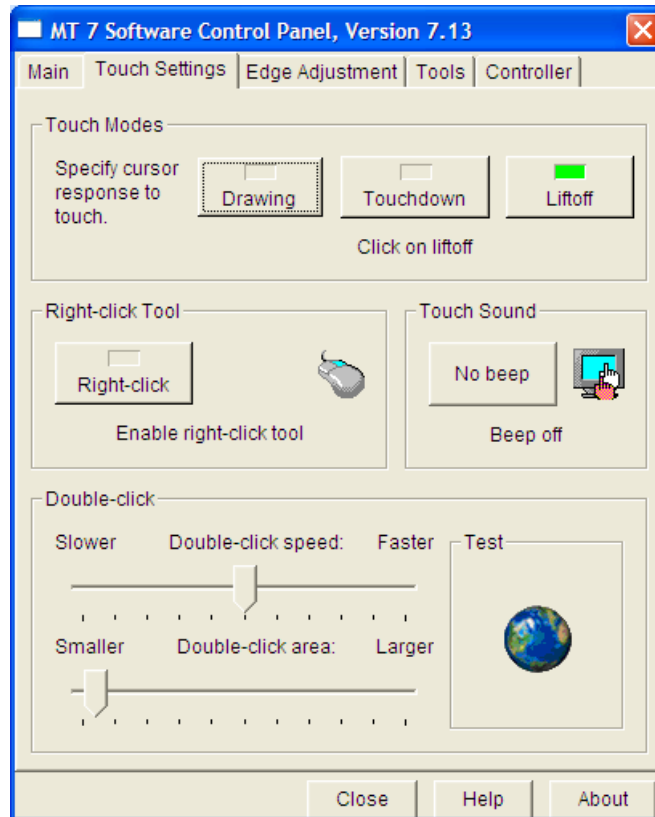 MT 7 Software Control Panel, Version 7.13
Main Touch Settings Edge Adjustment Tools Controller
Touch Modes
Specify cursor
response to
touch.
Drawing
Touchdown
Liftoff
Click on liftoff
Right-click Tool
Right-click
Enable right-click tool
Touch Sound
No beep
Beep off
Double-click
Slower Double-click speed: Faster
Smaller Double-click area: Larger
Test
Close Help About